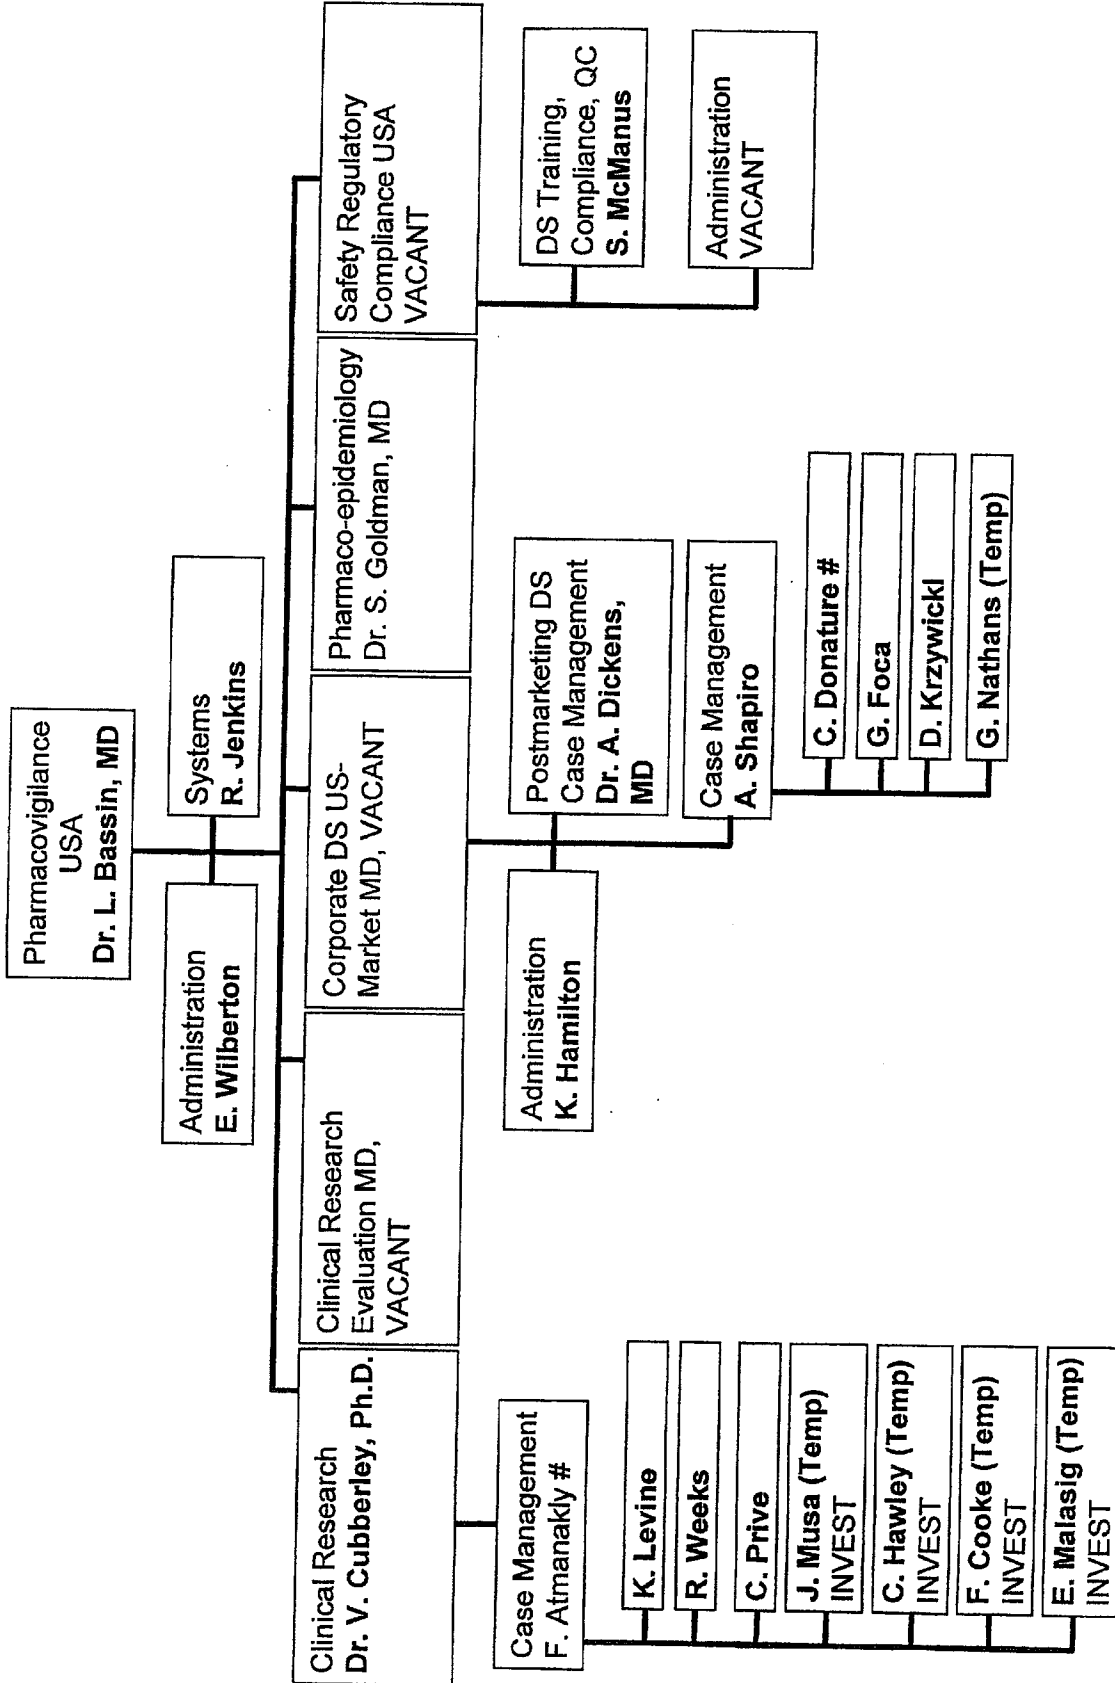 Pharmacovigilance
USA
Dr. L. Bassin, MD
Administration
E. Wilberton
Systems
R. Jenkins
Clinical Research
Dr. V. Cubberley, Ph.D.
Clinical Research
Evaluation MD,
VACANT
Corporate DS US-
Market MD, VACANT
Pharmaco-epidemiology
Dr. S. Goldman, MD
Safety Regulatory
Compliance USA
VACANT
Case Management
F. Atmanakly #
K. Levine
R. Weeks
C. Prive
J. Musa (Temp)
INVEST
C. Hawley (Temp)
INVEST
F. Cooke (Temp)
INVEST
E. Malasig (Temp)
INVEST
Administration
K. Hamilton
Postmarketing DS
Case Management
Dr. A. Dickens,
MD
Case Management
A. Shapiro
C. Donature #
G. Foca
D. Krzywickl
G. Nathans (Temp)
DS Training,
Compliance, QC
S. McManus
Administration
VACANT